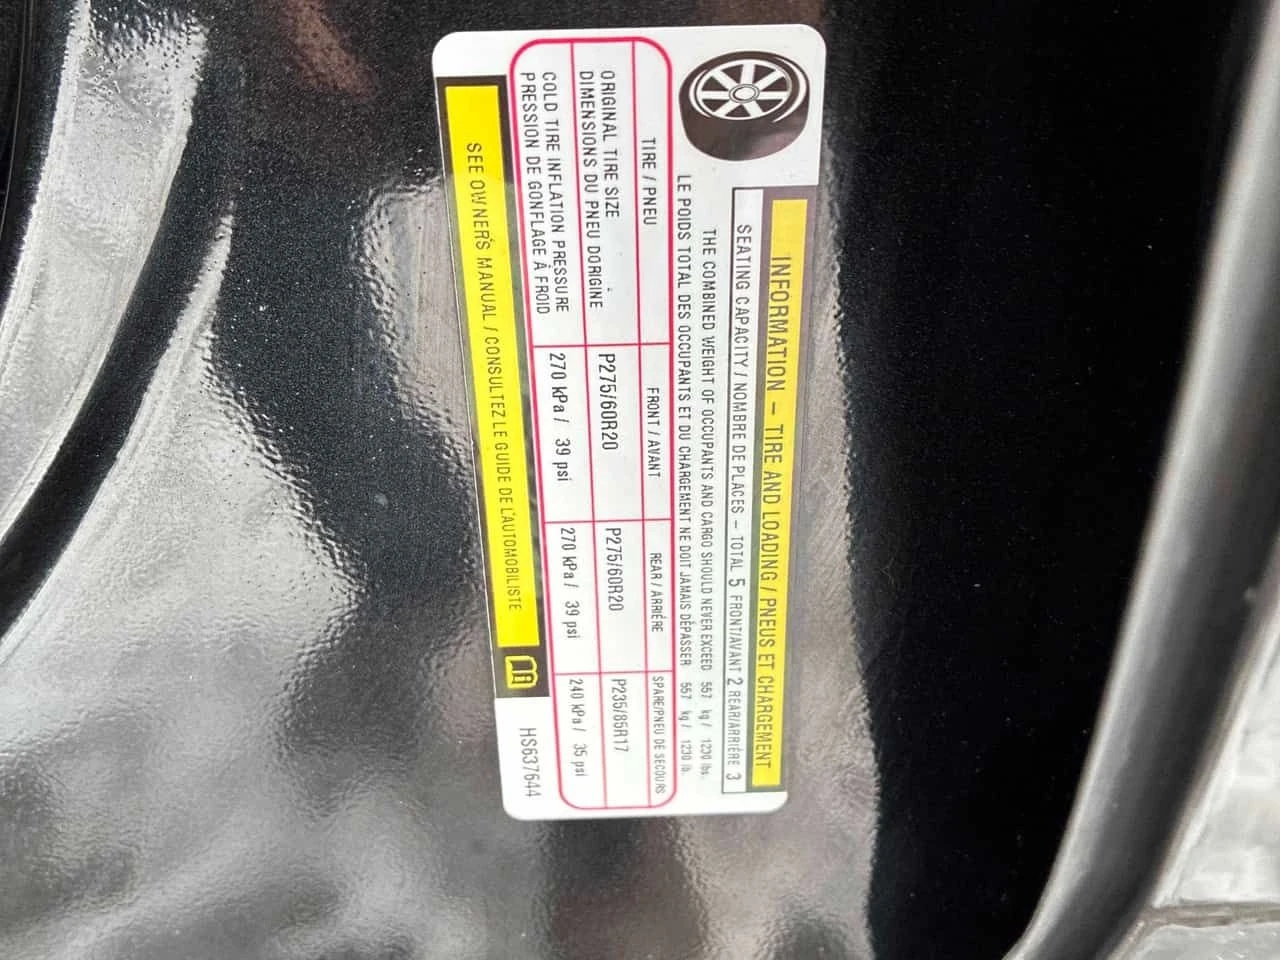 INFORMATION – TIRE AND LOADING / PNEUS ET CHARGEMENT
SEATING CAPACITY / NOMBRE DE PLACES – TOTAL 5 FRONT/AVANT 2 REAR/ARRIÈRE 3
THE COMBINED WEIGHT OF OCCUPANTS AND CARGO SHOULD NEVER EXCEED 557 kg / 1230 lbs.
LE POIDS TOTAL DES OCCUPANTS ET DU CHARGEMENT NE DOIT JAMAIS DÉPASSER 557 kg / 1230 lb.
TIRE / PNEU FRONT / AVANT REAR / ARRIÈRE SPARE/PNEU DE SECOURS
ORIGINAL TIRE SIZE
DIMENSIONS DU PNEU DORIGINE P275/60R20 P275/60R20 P235/85R17
COLD TIRE INFLATION PRESSURE
PRESSION DE GONFLAGE À FROID 270 kPa / 39 psi 270 kPa / 39 psi 240 kPa / 35 psi
SEE OWNER'S MANUAL / CONSULTEZ LE GUIDE DE L'AUTOMOBILISTE
HS637644